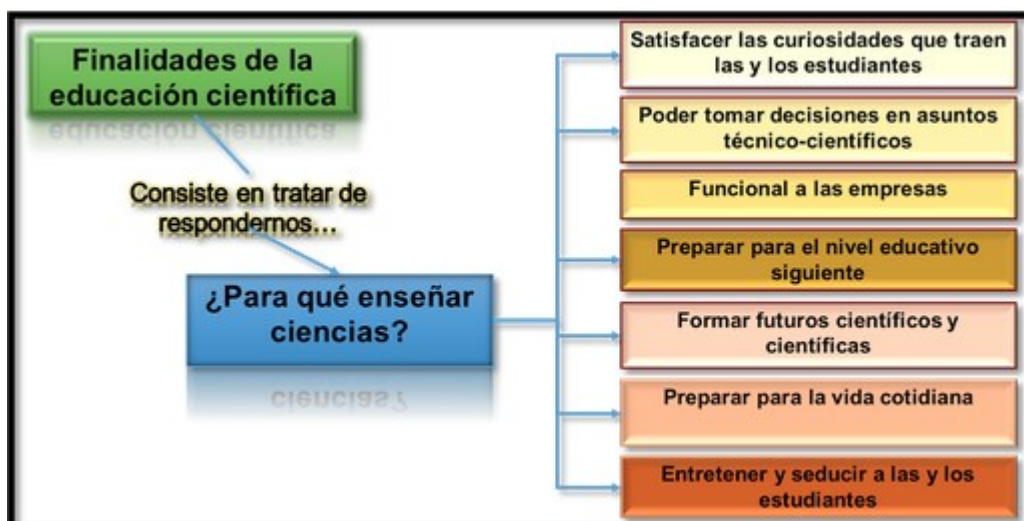 Finalidades de la
educación científica
Consiste en tratar de
respondernos...
¿Para qué enseñar
ciencias?
Satisfacer las curiosidades que traen
las y los estudiantes
Poder tomar decisiones en asuntos
técnico-científicos
Funcional a las empresas
Preparar para el nivel educativo
siguiente
Formar futuros científicos y
científicas
Preparar para la vida cotidiana
Entretener y seducir a las y los
estudiantes